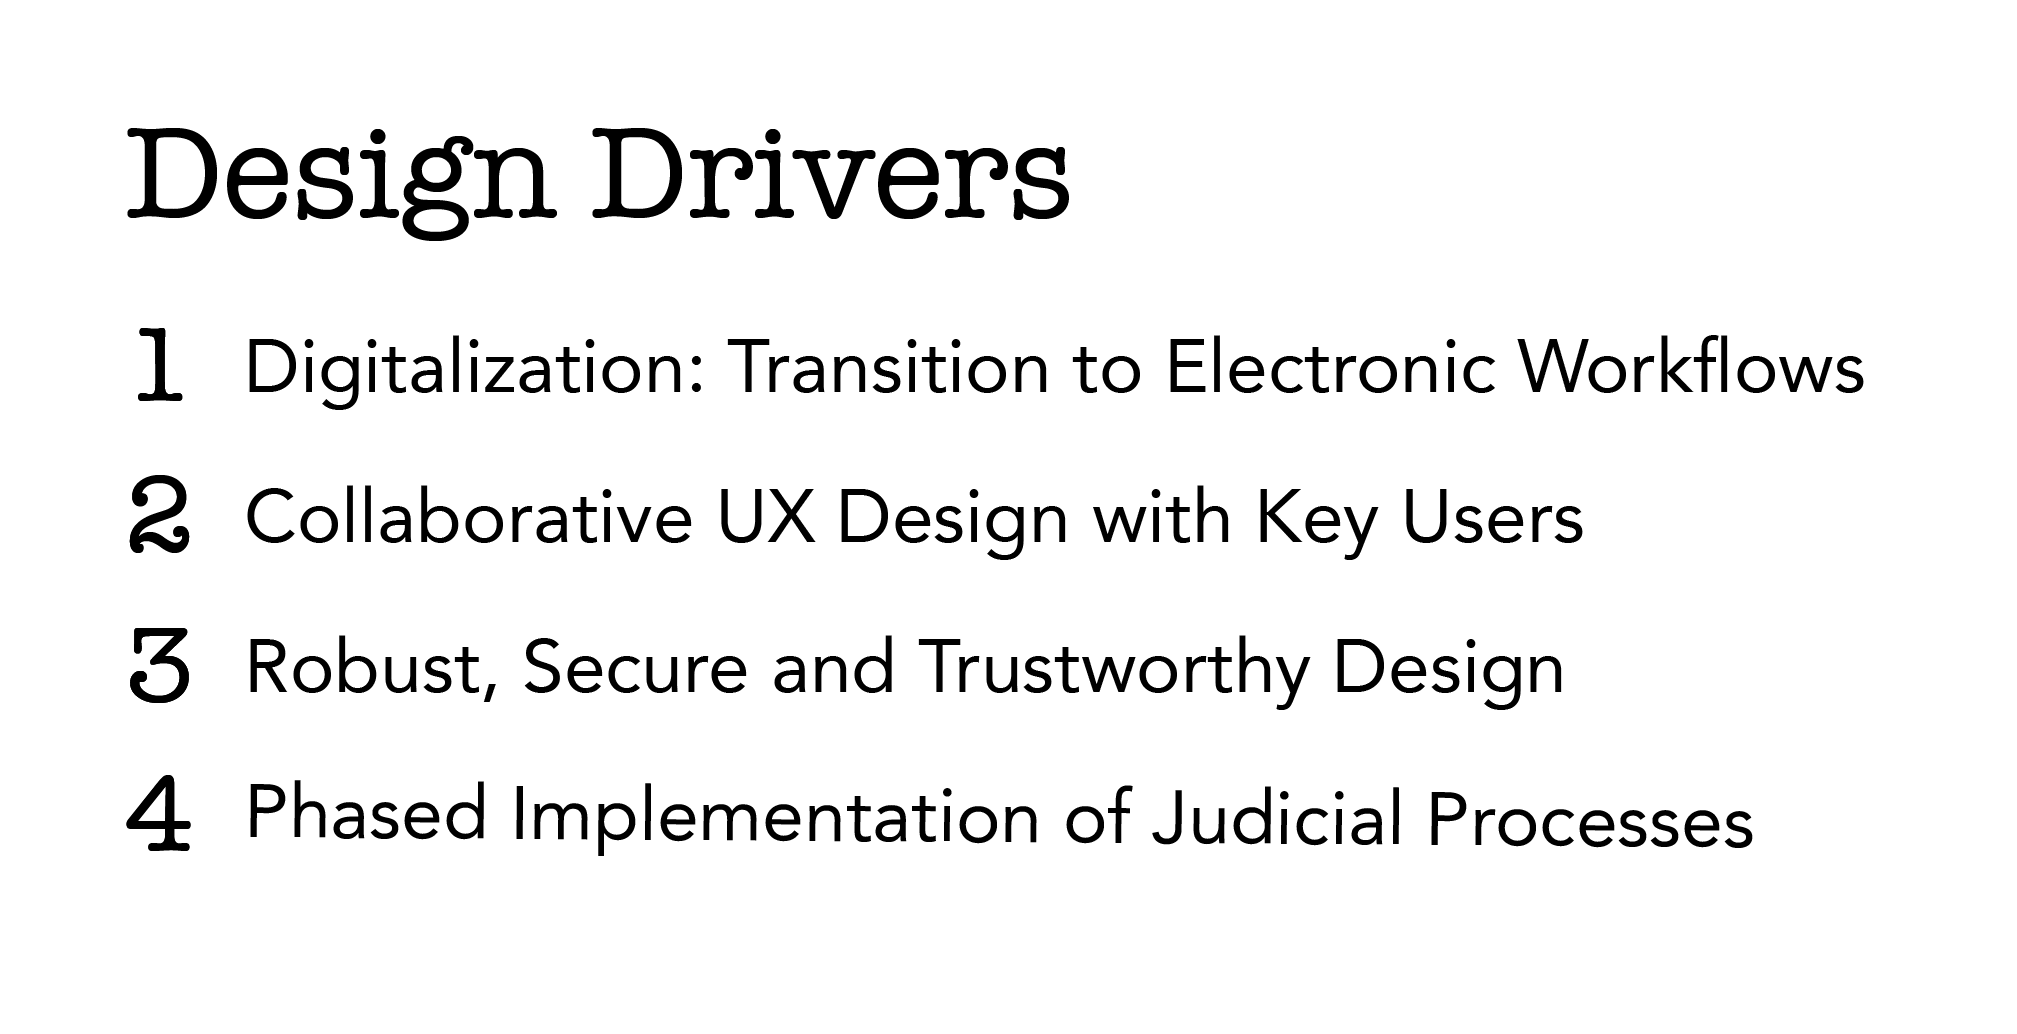 Design Drivers
1 Digitalization: Transition to Electronic Workflows
2 Collaborative UX Design with Key Users
3 Robust, Secure and Trustworthy Design
4 Phased Implementation of Judicial Processes